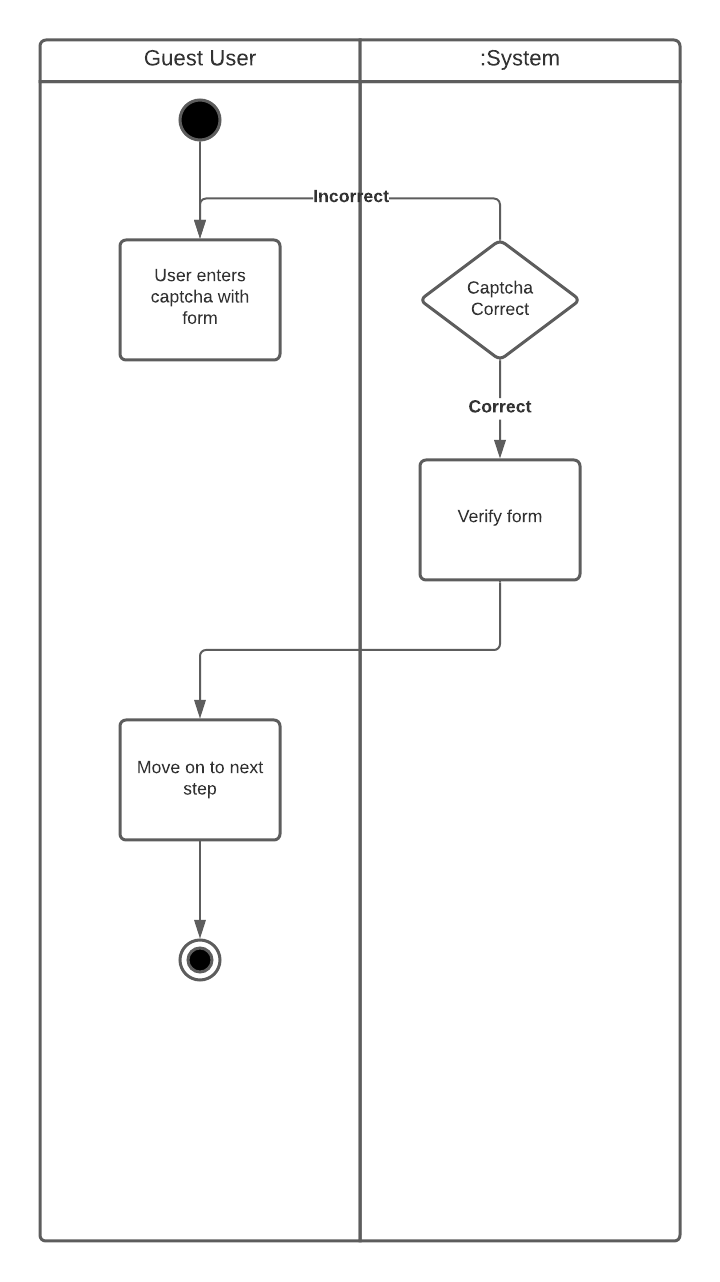 Guest User
:System
Incorrect
User enters
captcha with
form
Captcha
Correct
Correct
Verify form
Move on to next
step